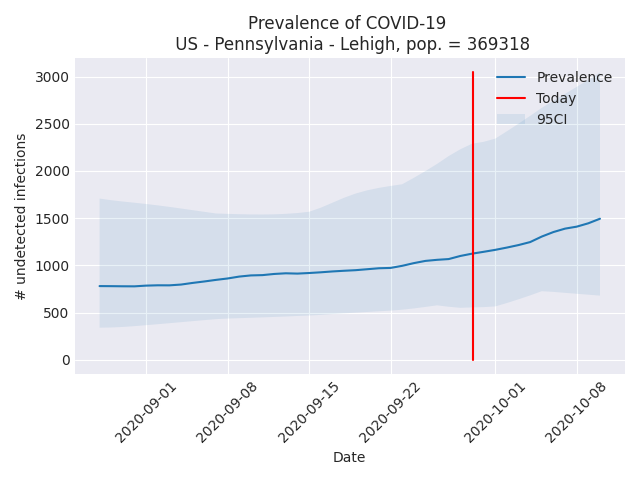 Prevalence of COVID-19
US - Pennsylvania - Lehigh, pop. = 369318
3000
2500
2000
1500
1000
500
0
# undetected infections
Prevalence
Today
95CI
2020-09-01
2020-09-08
2020-09-15
2020-09-22
2020-10-01
2020-10-08
Date